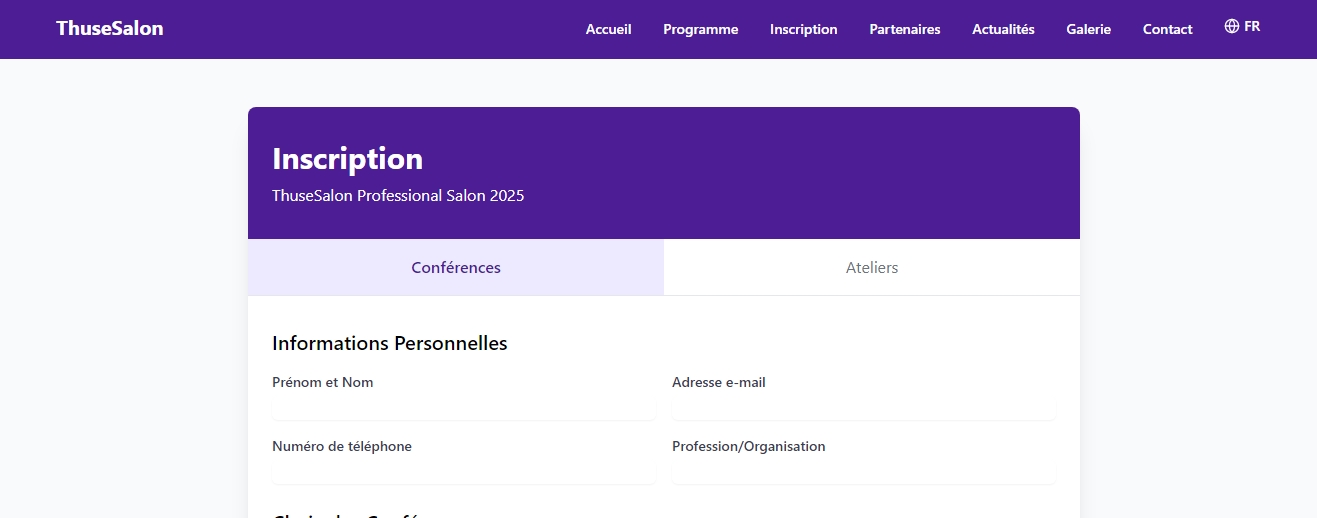 ThuseSalon
Accueil Programme Inscription Partenaires Actualités Galerie Contact FR
Inscription
ThuseSalon Professional Salon 2025
Conférences Ateliers
Informations Personnelles
Prénom et Nom Adresse e-mail
Numéro de téléphone Profession/Organisation